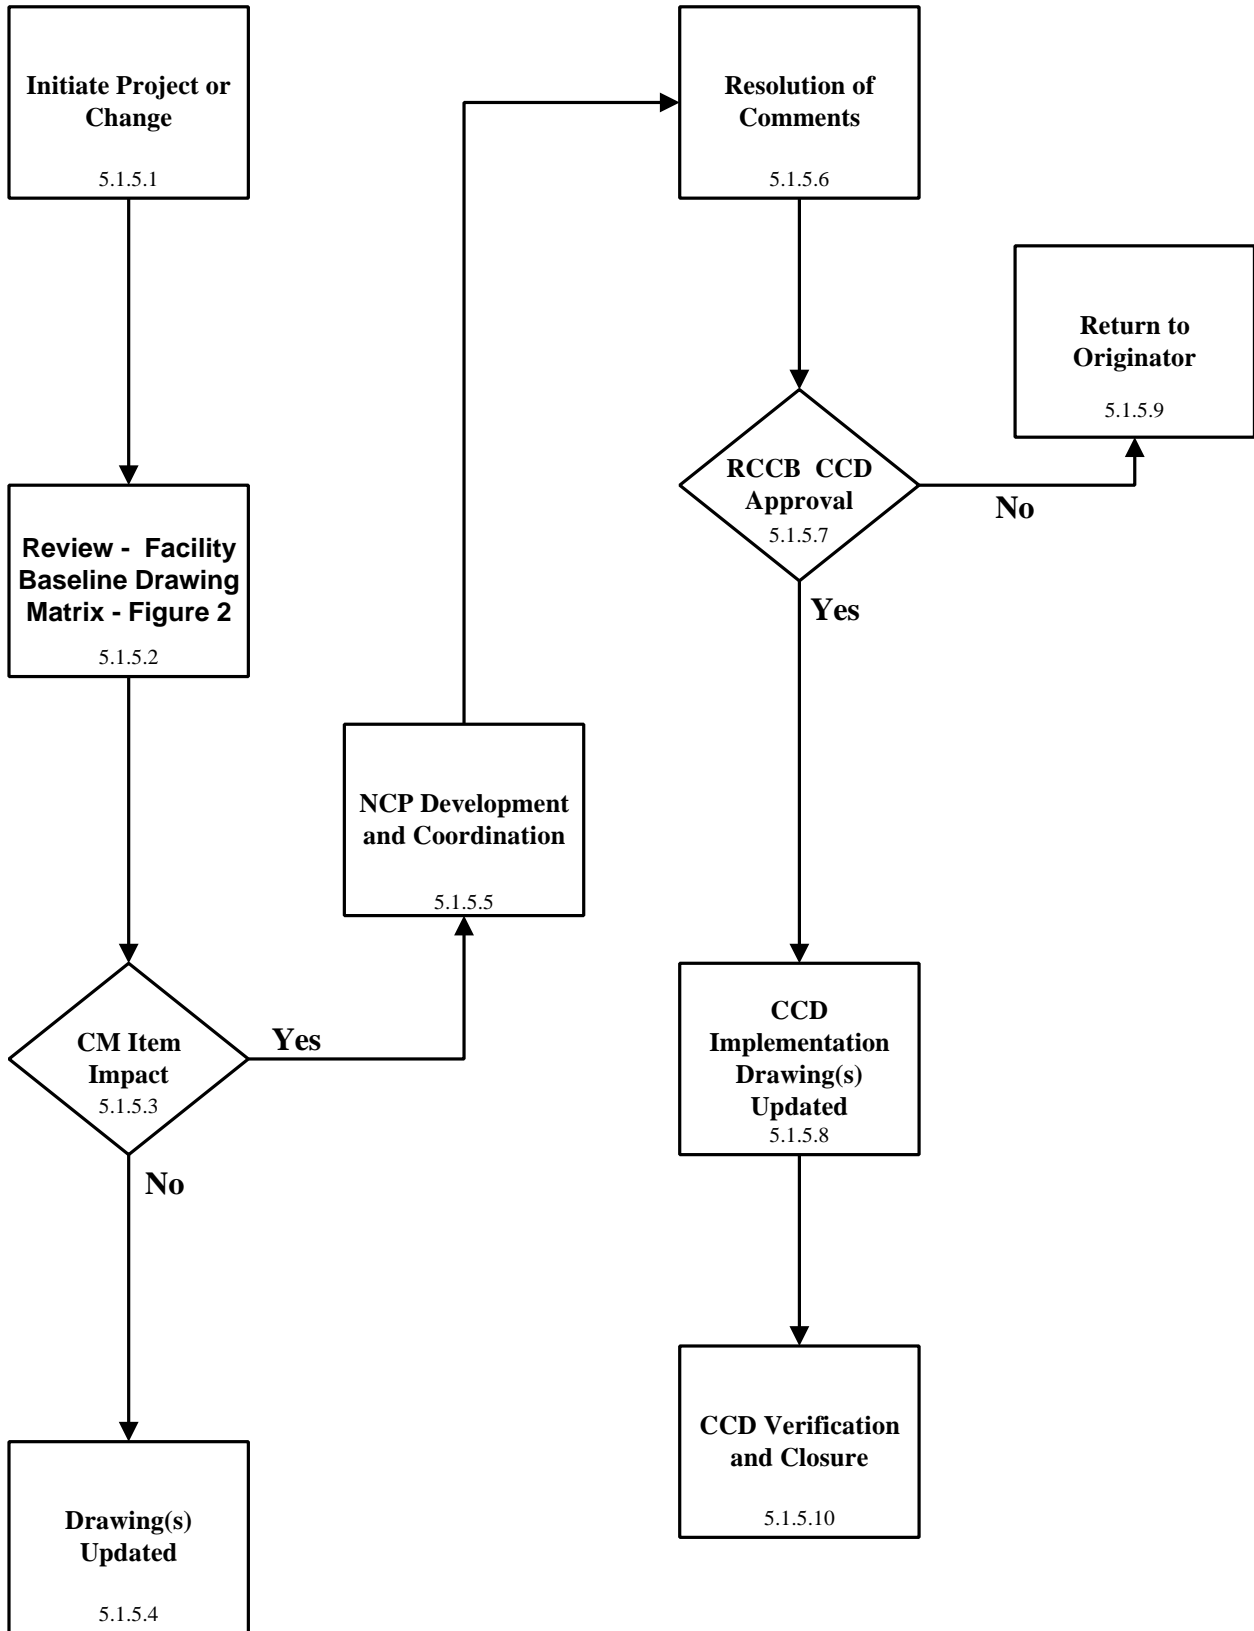 Initiate Project or
Change
5.1.5.1
Review -  Facility
Baseline Drawing
Matrix - Figure 2
5.1.5.2
CM Item
Impact
5.1.5.3
Yes
No
Drawing(s)
Updated
5.1.5.4
NCP Development
and Coordination
5.1.5.5
Resolution of
Comments
5.1.5.6
RCCB  CCD
Approval
5.1.5.7
No
Yes
Return to
Originator
5.1.5.9
CCD
Implementation
Drawing(s)
Updated
5.1.5.8
CCD Verification
and Closure
5.1.5.10